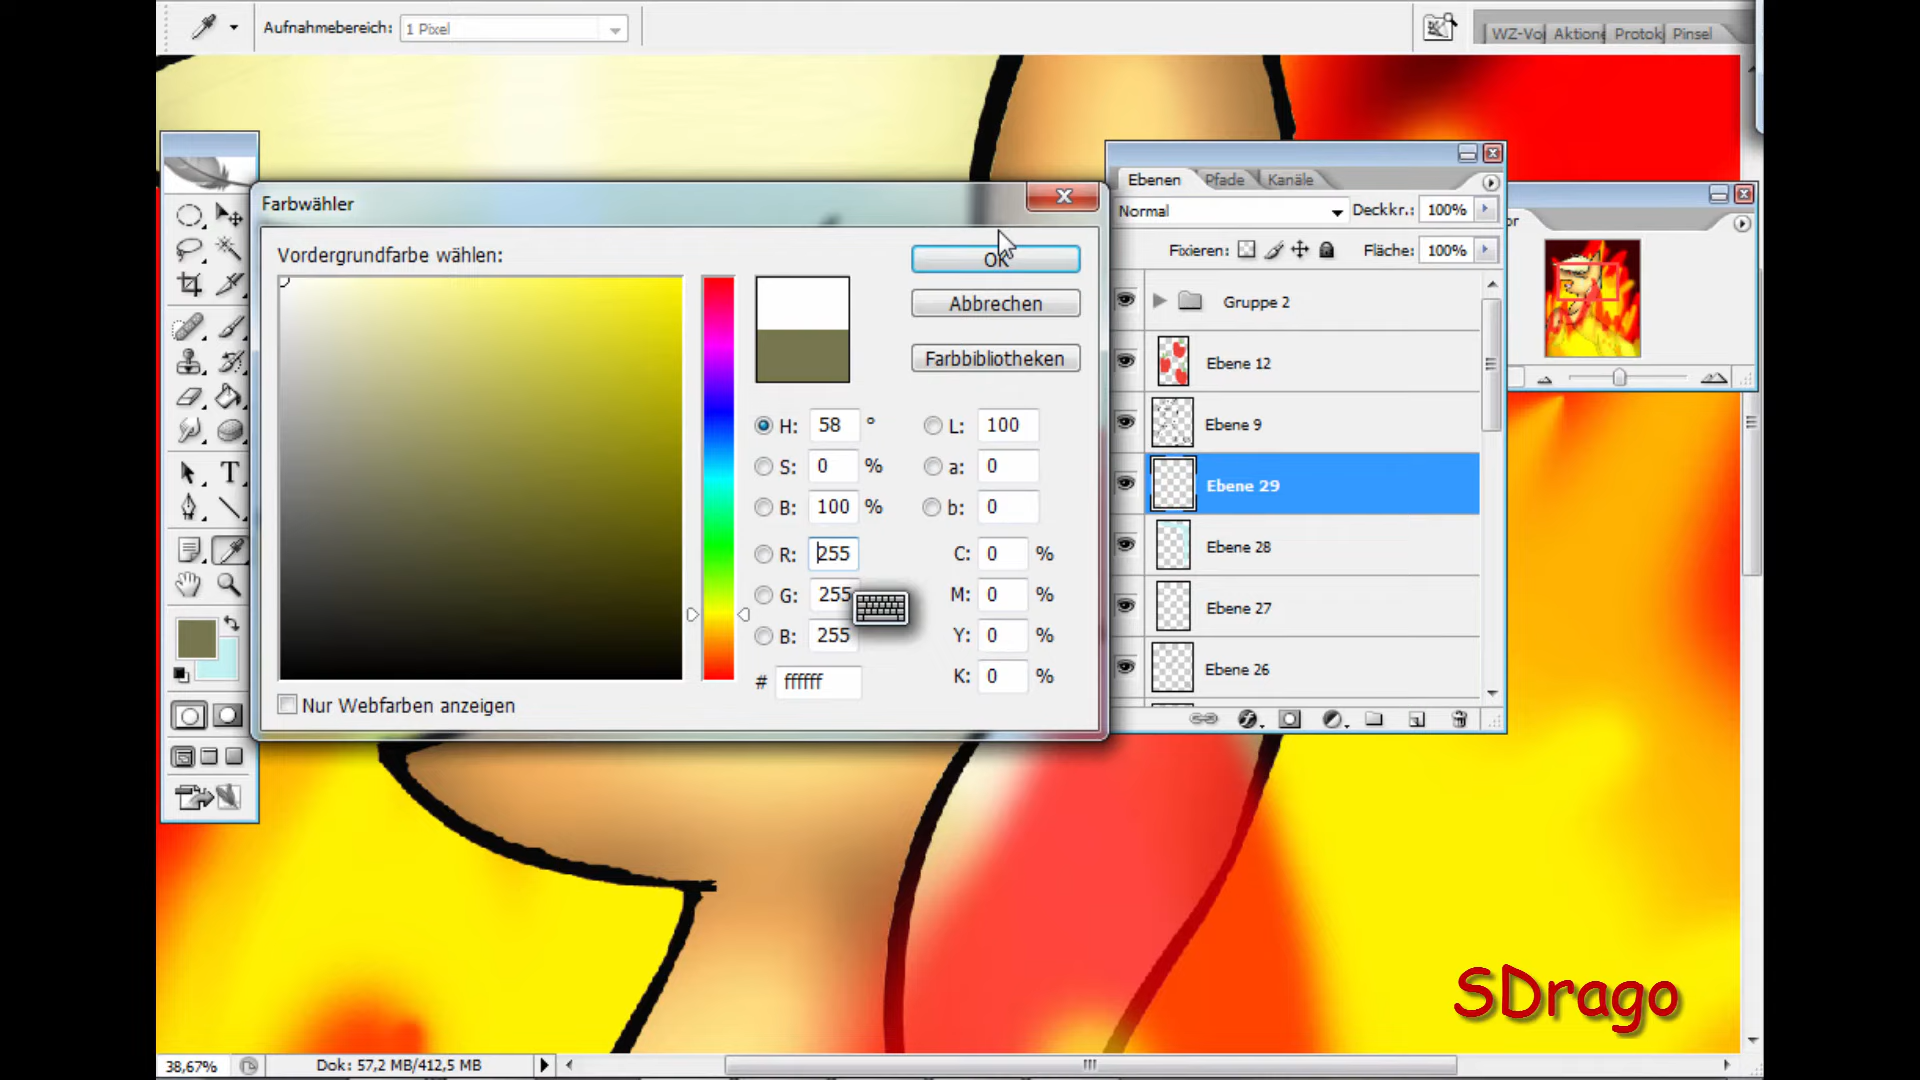 Aufnahmebereich: 1 Pixel
WZ-Vo Aktione Protok Pinsel
Farbwähler
Vordergrundfarbe wählen:
OK
Abbrechen
Farbbibliotheken
H: 58 °
S: 0 %
B: 100 %
R: 255
G: 255
B: 255
# ffffff
L: 100
a: 0
b: 0
C: 0 %
M: 0 %
Y: 0 %
K: 0 %
Nur Webfarben anzeigen
Ebenen Pfade Kanäle
Normal Deckkr.: 100%
Fixieren: Fläche: 100%
Gruppe 2
Ebene 12
Ebene 9
Ebene 29
Ebene 28
Ebene 27
Ebene 26
T
SDrago
38,67% Dok: 57,2 MB/412,5 MB